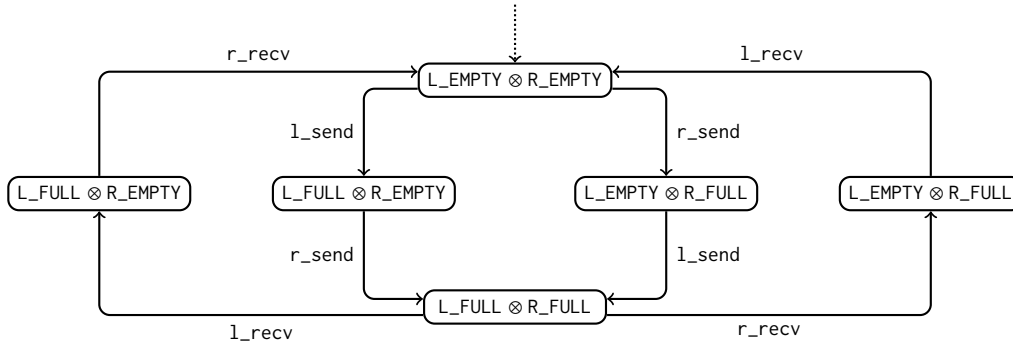 r_recv
l_recv
L_EMPTY ⊗ R_EMPTY
l_send
r_send
L_FULL ⊗ R_EMPTY
L_FULL ⊗ R_EMPTY
L_EMPTY ⊗ R_FULL
L_EMPTY ⊗ R_FULL
r_send
l_send
L_FULL ⊗ R_FULL
l_recv
r_recv